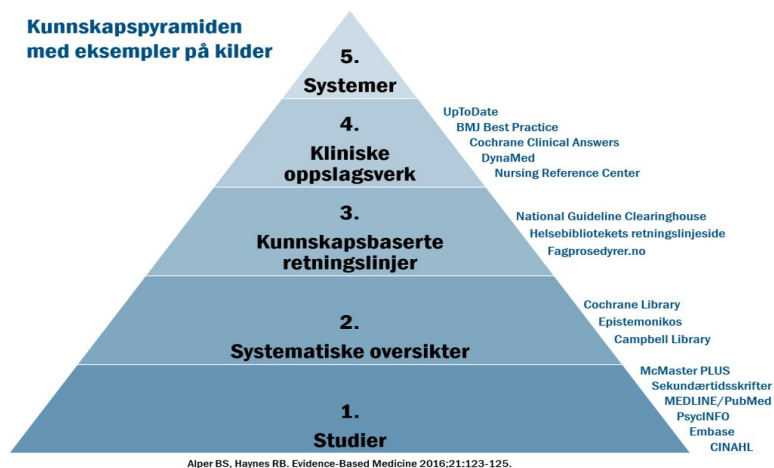 Kunnskapspyramiden
med eksempler på kilder
5.
Systemer
4.
Kliniske
oppslagsverk
UpToDate
BMJ Best Practice
Cochrane Clinical Answers
DynaMed
Nursing Reference Center
3.
Kunnskapsbaserte
retningslinjer
National Guideline Clearinghouse
Helsebibliotekets retningslinjeside
Fagprosedyrer.no
2.
Systematiske oversikter
Cochrane Library
Epistemonikos
Campbell Library
1.
Studier
McMaster PLUS
Sekundærtidsskrifter
MEDLINE/PubMed
PsycINFO
Embase
CINAHL
Alper BS, Haynes RB. Evidence-Based Medicine 2016;21:123-125.